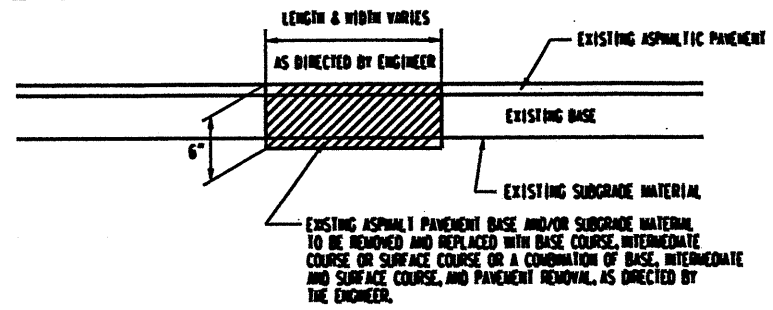 LENGTH & WIDTH VARIES
AS DIRECTED BY ENGINEER
EXISTING ASPHALTIC PAVEMENT
EXISTING BASE
6"
EXISTING SUBGRADE MATERIAL
EXISTING ASPHALT PAVEMENT BASE AND/OR SUBGRADE MATERIAL
TO BE REMOVED AND REPLACED WITH BASE COURSE, INTERMEDIATE
COURSE OR SURFACE COURSE OR A COMBINATION OF BASE, INTERMEDIATE
AND SURFACE COURSE, AND PAVEMENT REMOVAL, AS DIRECTED BY
THE ENGINEER.